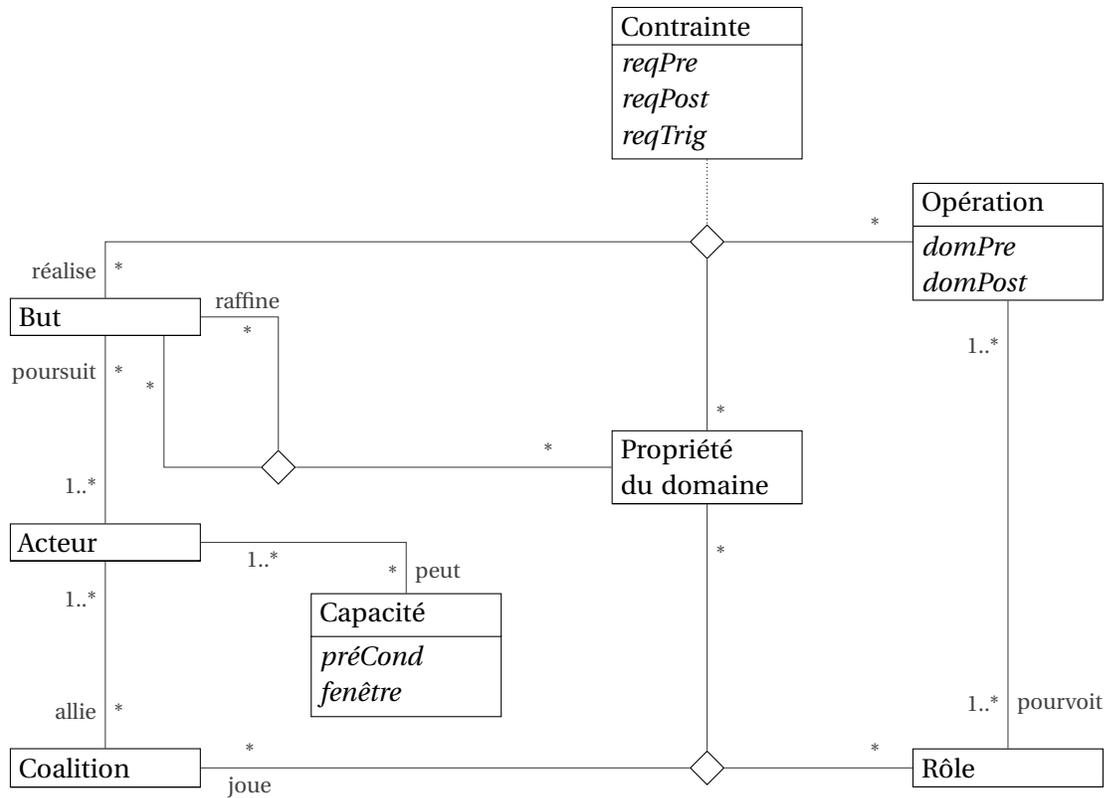 Contrainte
reqPre
reqPost
reqTrig
Opération
domPre
domPost
*
réalise *
raffine
*
But
poursuit *
*
1..*
*
*
Propriété
du domaine
1..*
Acteur
1..*
* peut
*
1..*
Capacité
préCond
fenêtre
allie *
1..* pourvoit
*
*
Coalition
joue
Rôle